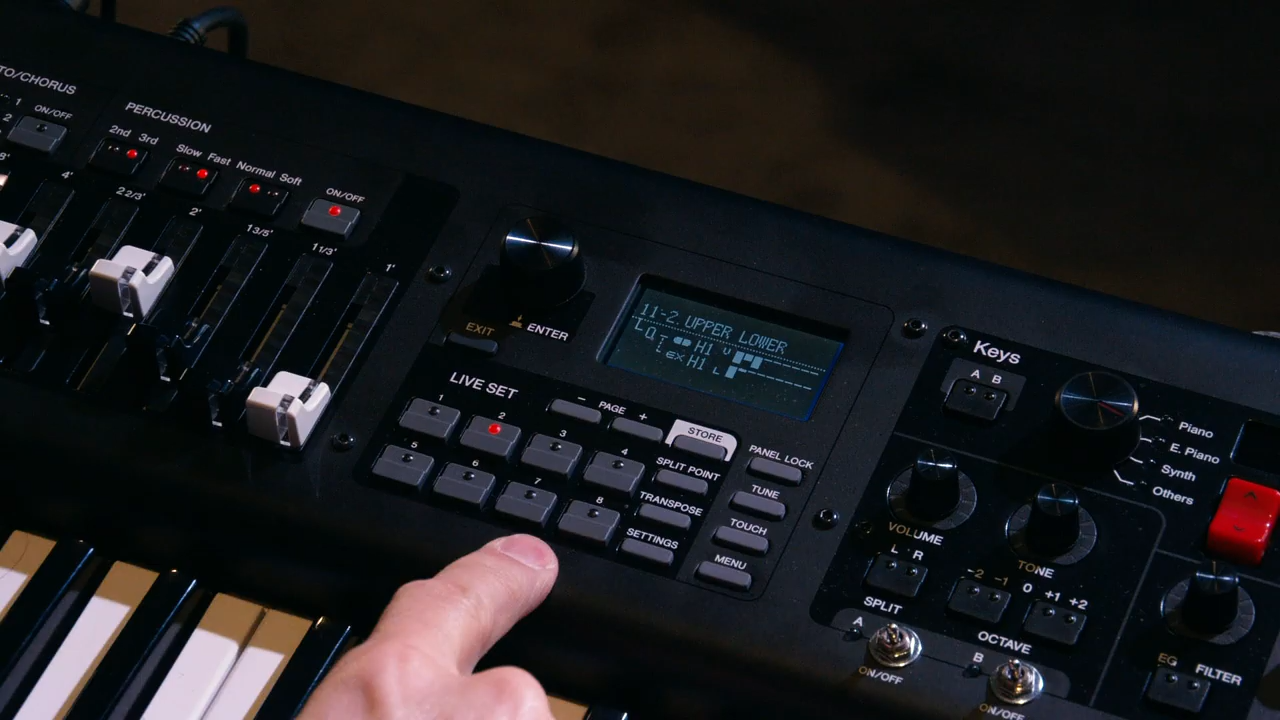 TO/CHORUS
1
2
ON/OFF
PERCUSSION
2nd 3rd
Slow Fast
Normal Soft
ON/OFF
4'
2 2/3'
2'
1 3/5'
1 1/3'
1'
EXIT
ENTER
11-2. UPPER LOWER
H1 U
EX H1 L
LIVE SET
1
2
3
4
5
6
7
8
− PAGE +
STORE
SPLIT POINT
TRANSPOSE
SETTINGS
PANEL LOCK
TUNE
TOUCH
MENU
Keys
A B
Piano
E. Piano
Synth
Others
VOLUME
L R
TONE
-2 -1 0 +1 +2
SPLIT
OCTAVE
A
ON/OFF
B
ON/OFF
EG FILTER